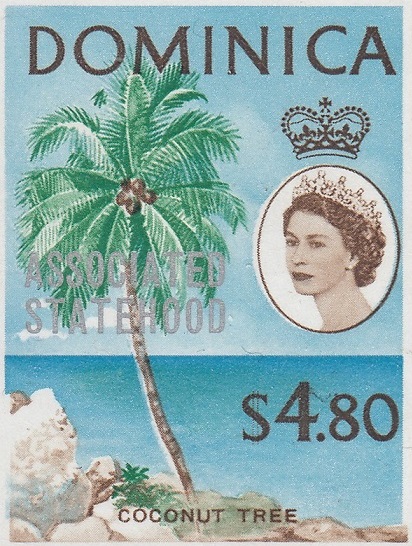 DOMINICA
ASSOCIATED
STATEHOOD
$4.80
COCONUT TREE